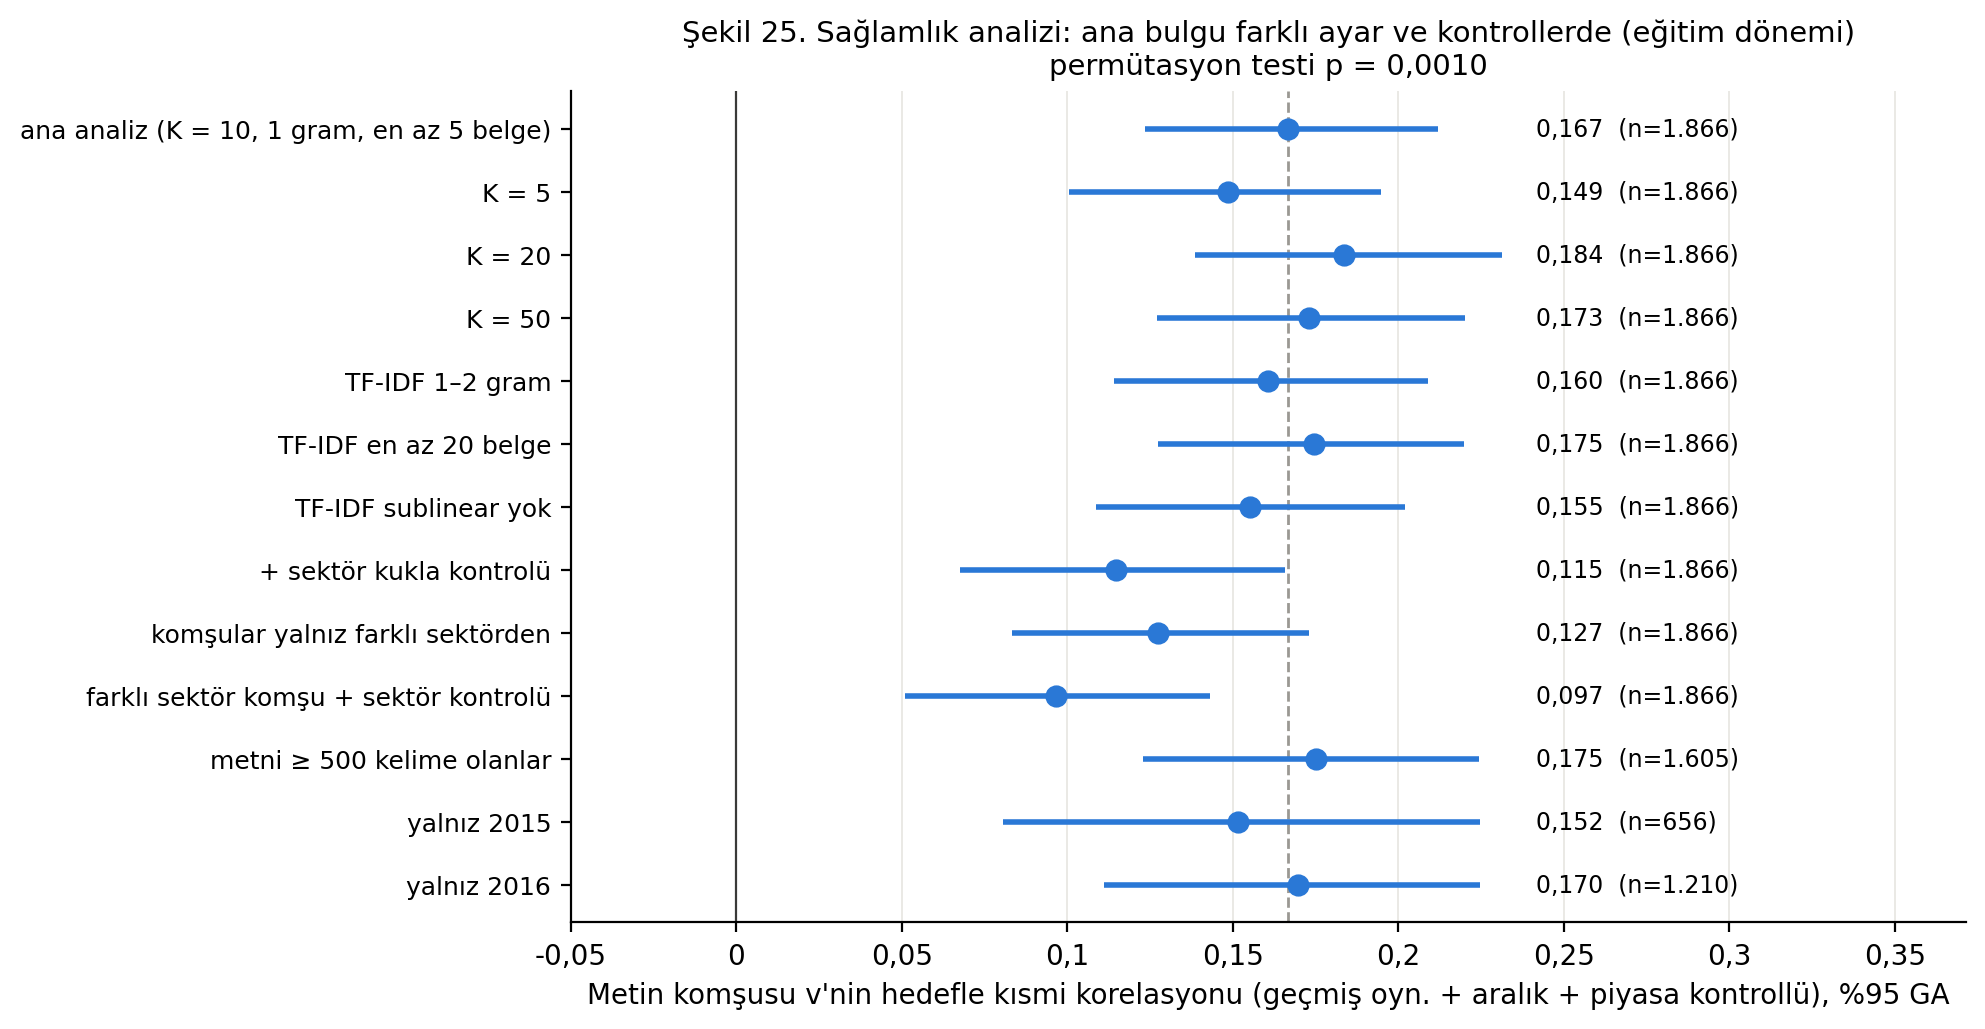 Şekil 25. Sağlamlık analizi: ana bulgu farklı ayar ve kontrollerde (eğitim dönemi)
permütasyon testi p = 0,0010
ana analiz (K = 10, 1 gram, en az 5 belge) 0,167 (n=1.866)
K = 5 0,149 (n=1.866)
K = 20 0,184 (n=1.866)
K = 50 0,173 (n=1.866)
TF-IDF 1–2 gram 0,160 (n=1.866)
TF-IDF en az 20 belge 0,175 (n=1.866)
TF-IDF sublinear yok 0,155 (n=1.866)
+ sektör kukla kontrolü 0,115 (n=1.866)
komşular yalnız farklı sektörden 0,127 (n=1.866)
farklı sektör komşu + sektör kontrolü 0,097 (n=1.866)
metni ≥ 500 kelime olanlar 0,175 (n=1.605)
yalnız 2015 0,152 (n=656)
yalnız 2016 0,170 (n=1.210)
-0,05 0 0,05 0,1 0,15 0,2 0,25 0,3 0,35
Metin komşusu v'nin hedefle kısmi korelasyonu (geçmiş oyn. + aralık + piyasa kontrollü), %95 GA